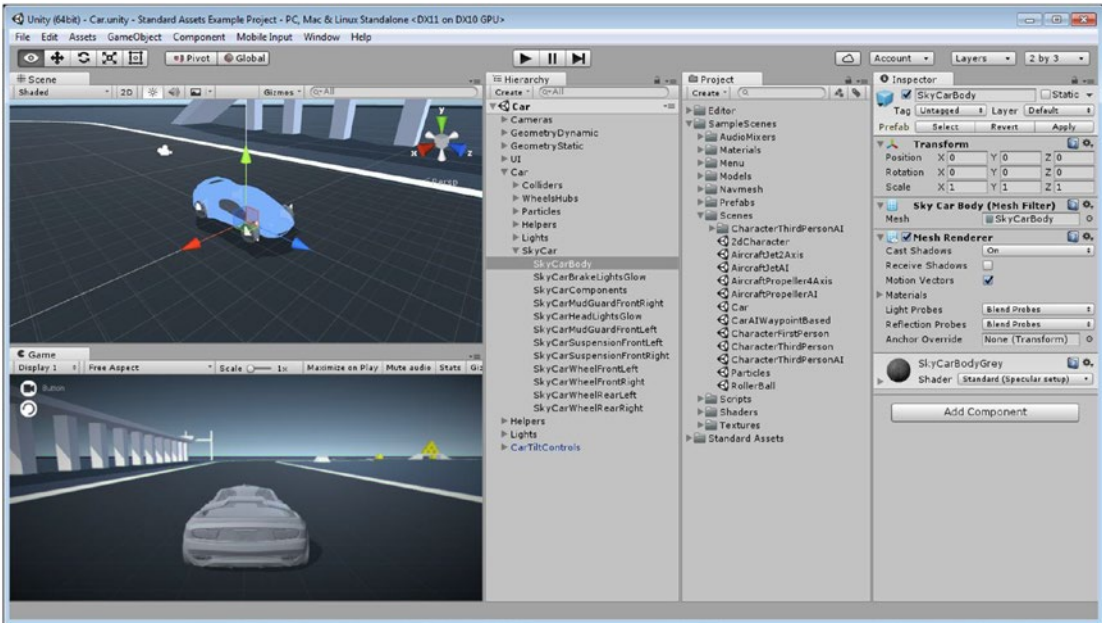 Unity (64bit) - Car.unity - Standard Assets Example Project - PC, Mac & Linux Standalone <DX11 on DX10 GPU>
File Edit Assets GameObject Component Mobile Input Window Help
Pivot Global Account Layers 2 by 3
Scene
Shaded 2D Gizmos All
y
x
z
Persp
Game
Display 1 Free Aspect Scale 1x Maximize on Play Mute audio Stats Giz
Button
Hierarchy
Create All
Car
Cameras
GeometryDynamic
GeometryStatic
UI
Car
Colliders
WheelsHubs
Particles
Helpers
Lights
SkyCar
SkyCarBody
SkyCarBrakeLightsGlow
SkyCarComponents
SkyCarMudGuardFrontRight
SkyCarHeadLightsGlow
SkyCarMudGuardFrontLeft
SkyCarSuspensionFrontLeft
SkyCarSuspensionFrontRight
SkyCarWheelFrontLeft
SkyCarWheelFrontRight
SkyCarWheelRearLeft
SkyCarWheelRearRight
Helpers
Lights
CarTiltControls
Project
Create
Editor
SampleScenes
AudioMixers
Materials
Menu
Models
Navmesh
Prefabs
Scenes
CharacterThirdPersonAI
2dCharacter
AircraftJet2Axis
AircraftJetAI
AircraftPropeller4Axis
AircraftPropellerAI
Car
CarAIWaypointBased
CharacterFirstPerson
CharacterThirdPerson
CharacterThirdPersonAI
Particles
RollerBall
Scripts
Shaders
Textures
Standard Assets
Inspector
SkyCarBody Static
Tag Untagged Layer Default
Prefab Select Revert Apply
Transform
Position X 0 Y 0 Z 0
Rotation X 0 Y 0 Z 0
Scale X 1 Y 1 Z 1
Sky Car Body (Mesh Filter)
Mesh SkyCarBody
Mesh Renderer
Cast Shadows On
Receive Shadows
Motion Vectors
Materials
Light Probes Blend Probes
Reflection Probes Blend Probes
Anchor Override None (Transform)
SkyCarBodyGrey
Shader Standard (Specular setup)
Add Component